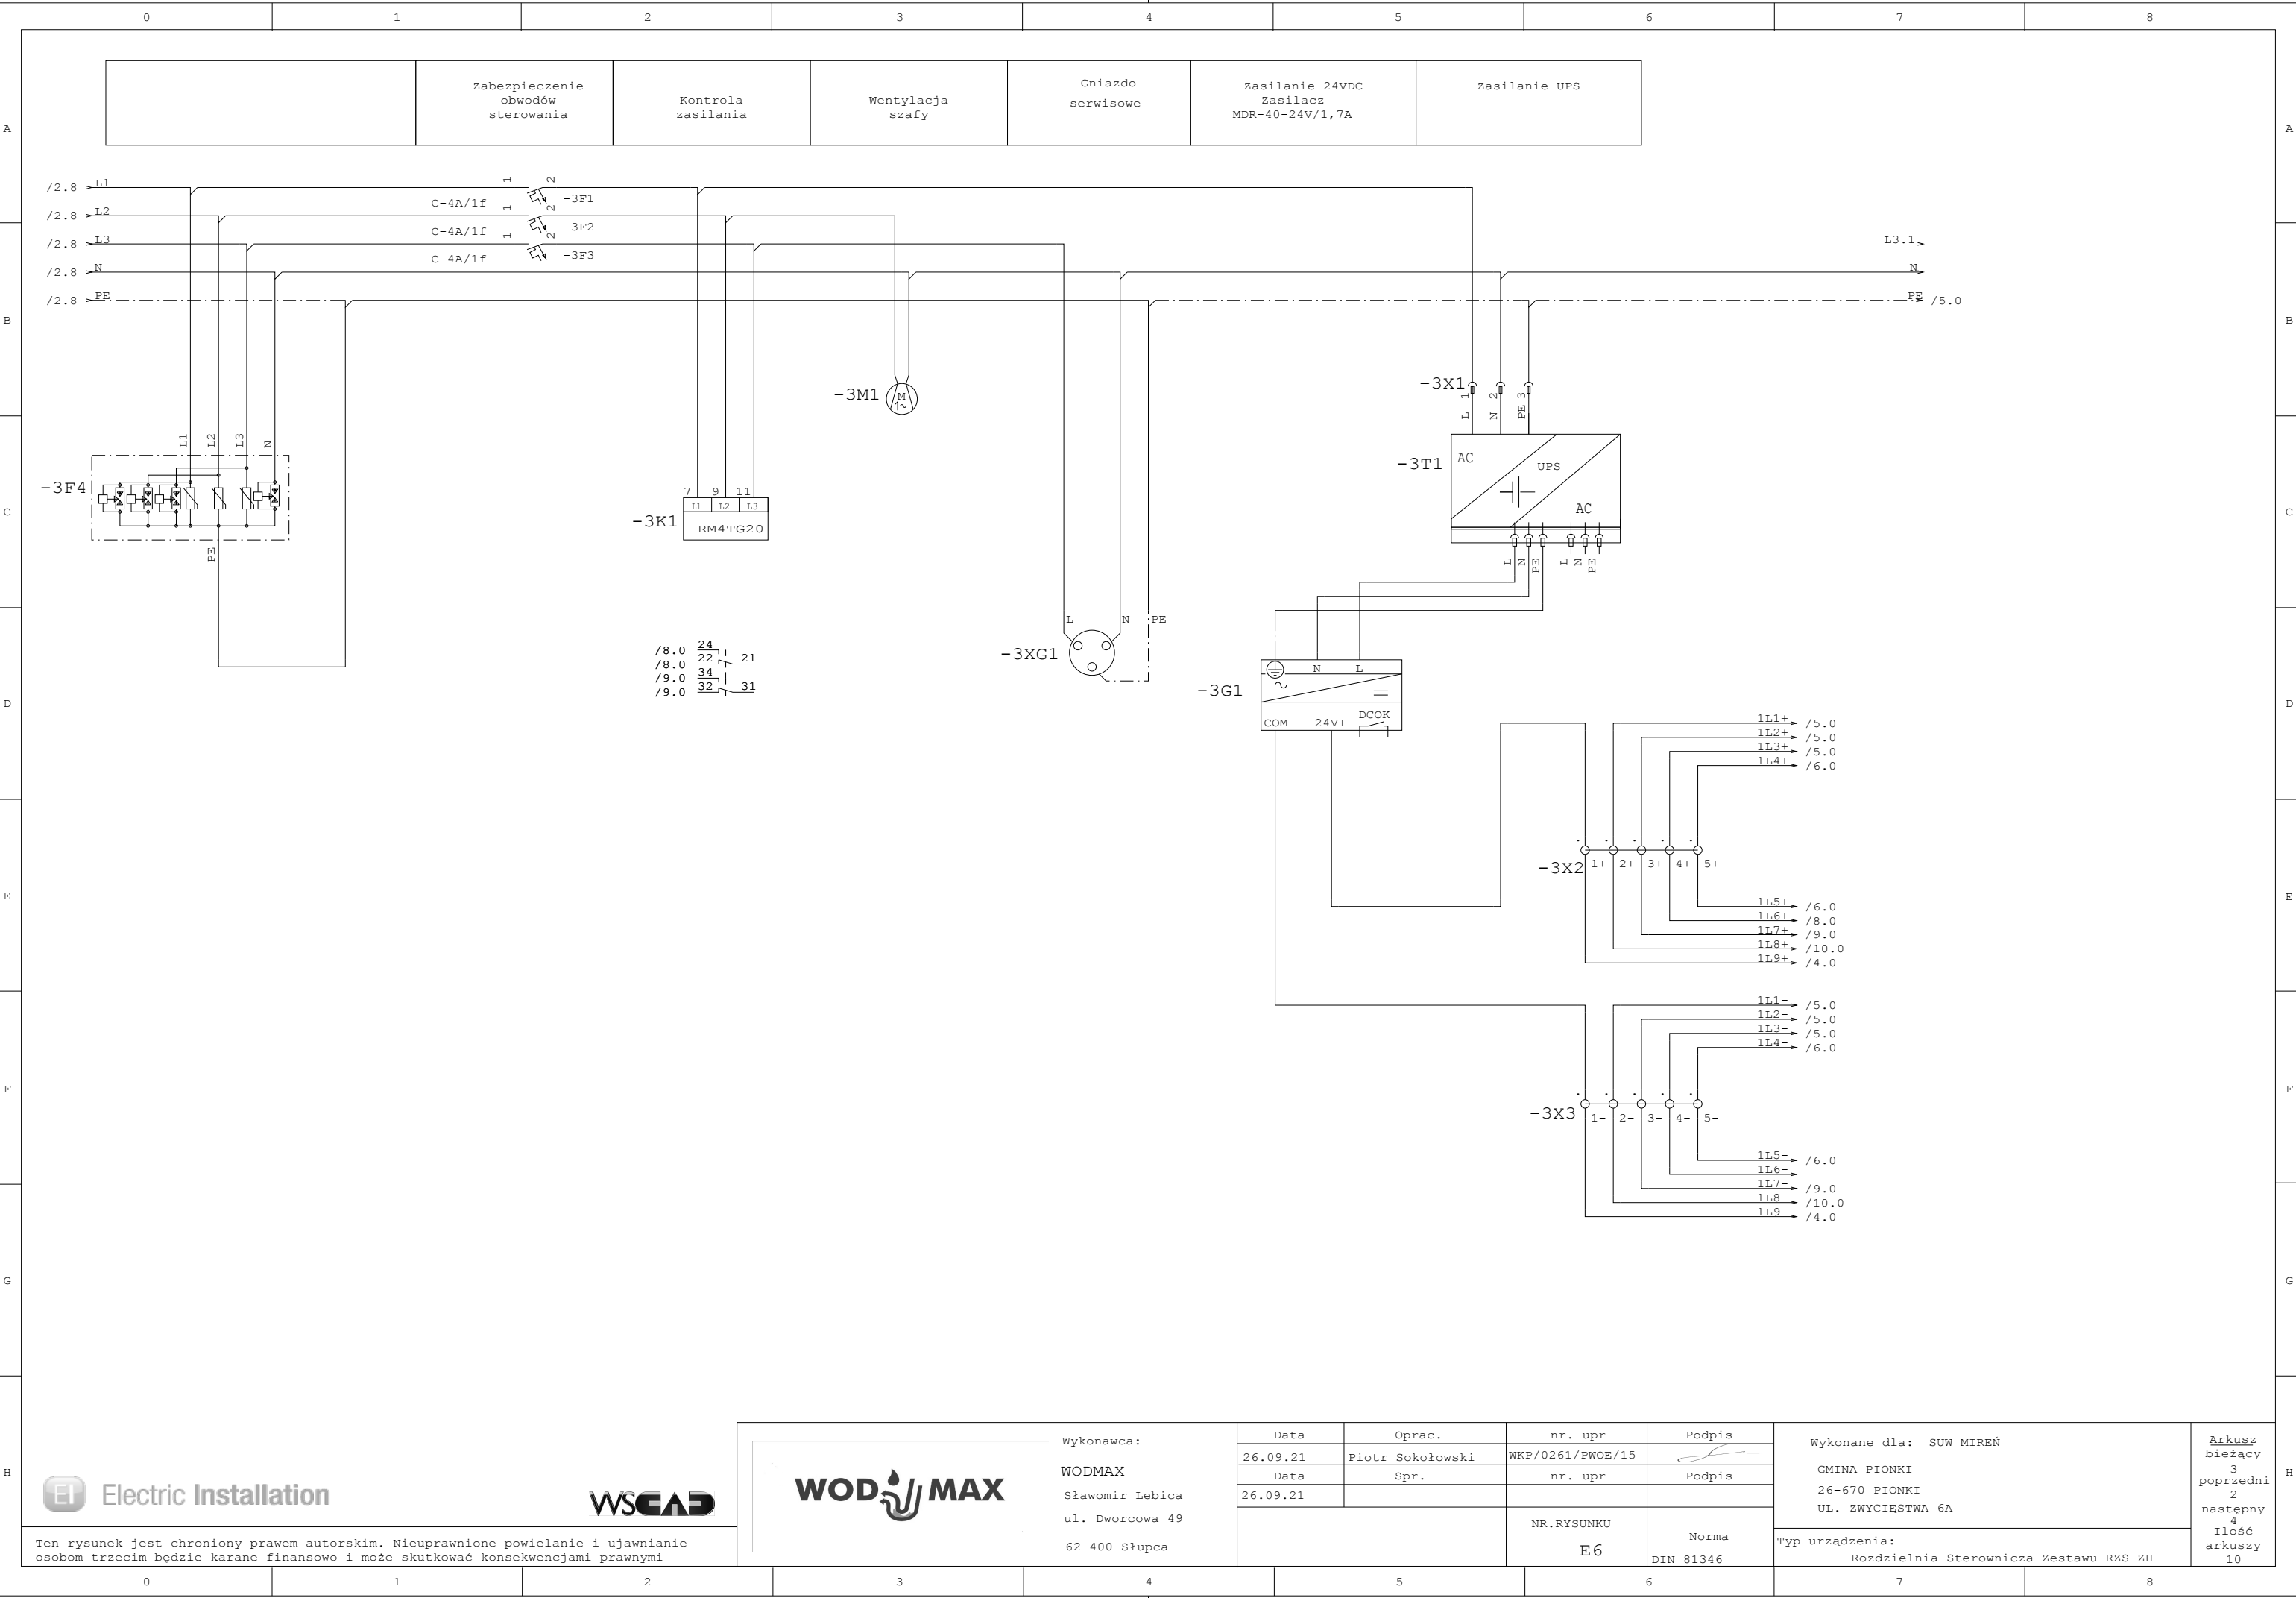 0 1 2 3 4 5 6 7 8
Zabezpieczenie
obwodów
sterowania
Kontrola
zasilania
Wentylacja
szafy
Gniazdo
serwisowe
Zasilanie 24VDC
Zasilacz
MDR-40-24V/1,7A
Zasilanie UPS
A A
/2.8 L1 1 2
C-4A/1f -3F1
/2.8 L2 1 2
C-4A/1f -3F2
/2.8 L3 1 2 L3.1
C-4A/1f -3F3
/2.8 N N
/2.8 PE PE /5.0
B B
-3X1 1 2 3
L N PE
-3M1 M
1~
L1 L2 L3 N
-3F4
PE
-3T1 AC UPS
AC
L N PE L N PE
7 9 11
L1 L2 L3
-3K1 RM4TG20
C C
L N PE
-3XG1
/8.0 24
/8.0 22 21
/9.0 34
/9.0 32 31
-3G1 N L
COM 24V+ DCOK
D D
1L1+ /5.0
1L2+ /5.0
1L3+ /5.0
1L4+ /6.0
-3X2 1+ 2+ 3+ 4+ 5+
E E
1L5+ /6.0
1L6+ /8.0
1L7+ /9.0
1L8+ /10.0
1L9+ /4.0
1L1- /5.0
1L2- /5.0
1L3- /5.0
1L4- /6.0
F F
-3X3 1- 2- 3- 4- 5-
1L5- /6.0
1L6-
1L7- /9.0
1L8- /10.0
1L9- /4.0
G G
H H
EI Electric Installation
WSCAD
Ten rysunek jest chroniony prawem autorskim. Nieuprawnione powielanie i ujawnianie
osobom trzecim będzie karane finansowo i może skutkować konsekwencjami prawnymi
WOD MAX
Wykonawca:
WODMAX
Sławomir Lebica
ul. Dworcowa 49
62-400 Słupca
Data Oprac. nr. upr Podpis
26.09.21 Piotr Sokołowski WKP/0261/PWOE/15
Data Spr. nr. upr Podpis
26.09.21
NR.RYSUNKU
E6
Norma
DIN 81346
Wykonane dla: SUW MIREŃ
GMINA PIONKI
26-670 PIONKI
UL. ZWYCIĘSTWA 6A
Typ urządzenia:
Rozdzielnia Sterownicza Zestawu RZS-ZH
Arkusz
bieżący
3
poprzedni
2
następny
4
Ilość
arkuszy
10
0 1 2 3 4 5 6 7 8